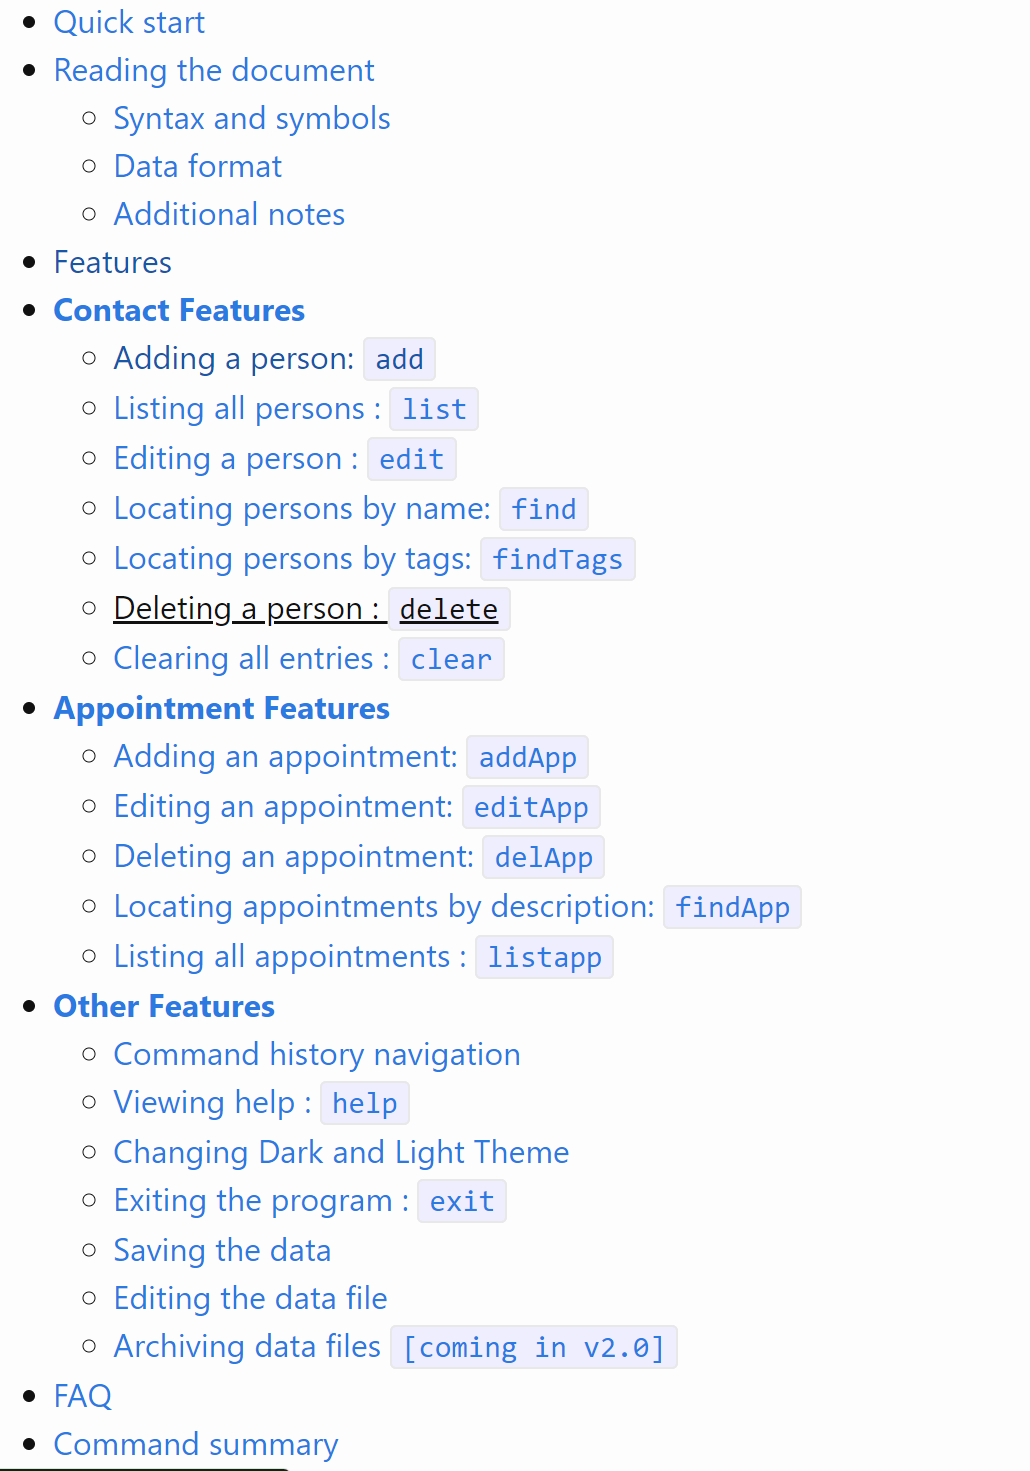 Quick start
Reading the document
Syntax and symbols
Data format
Additional notes
Features
Contact Features
Adding a person: add
Listing all persons : list
Editing a person : edit
Locating persons by name: find
Locating persons by tags: findTags
Deleting a person : delete
Clearing all entries : clear
Appointment Features
Adding an appointment: addApp
Editing an appointment: editApp
Deleting an appointment: delApp
Locating appointments by description: findApp
Listing all appointments : listapp
Other Features
Command history navigation
Viewing help : help
Changing Dark and Light Theme
Exiting the program : exit
Saving the data
Editing the data file
Archiving data files [coming in v2.0]
FAQ
Command summary